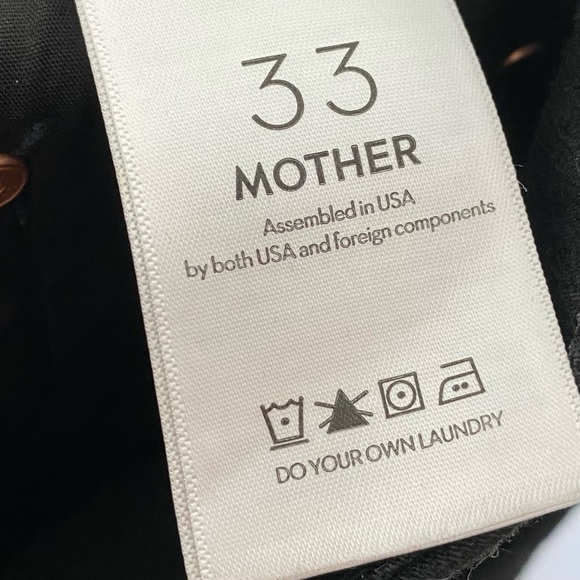 33
MOTHER
Assembled in USA
by both USA and foreign components
DO YOUR OWN LAUNDRY